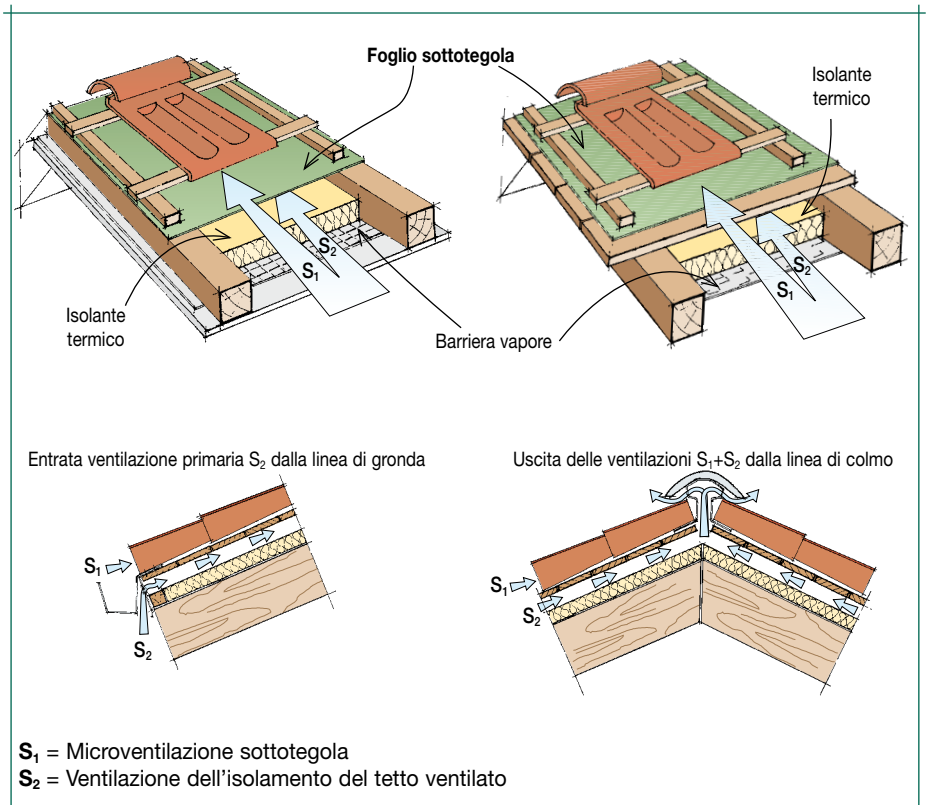 Foglio sottotegola
Isolante
termico
S₂
S₁
S₂
S₁
Isolante
termico
Barriera vapore
Entrata ventilazione primaria S₂ dalla linea di gronda
Uscita delle ventilazioni S₁+S₂ dalla linea di colmo
S₁
S₂
S₁
S₂
S₁ = Microventilazione sottotegola
S₂ = Ventilazione dell'isolamento del tetto ventilato